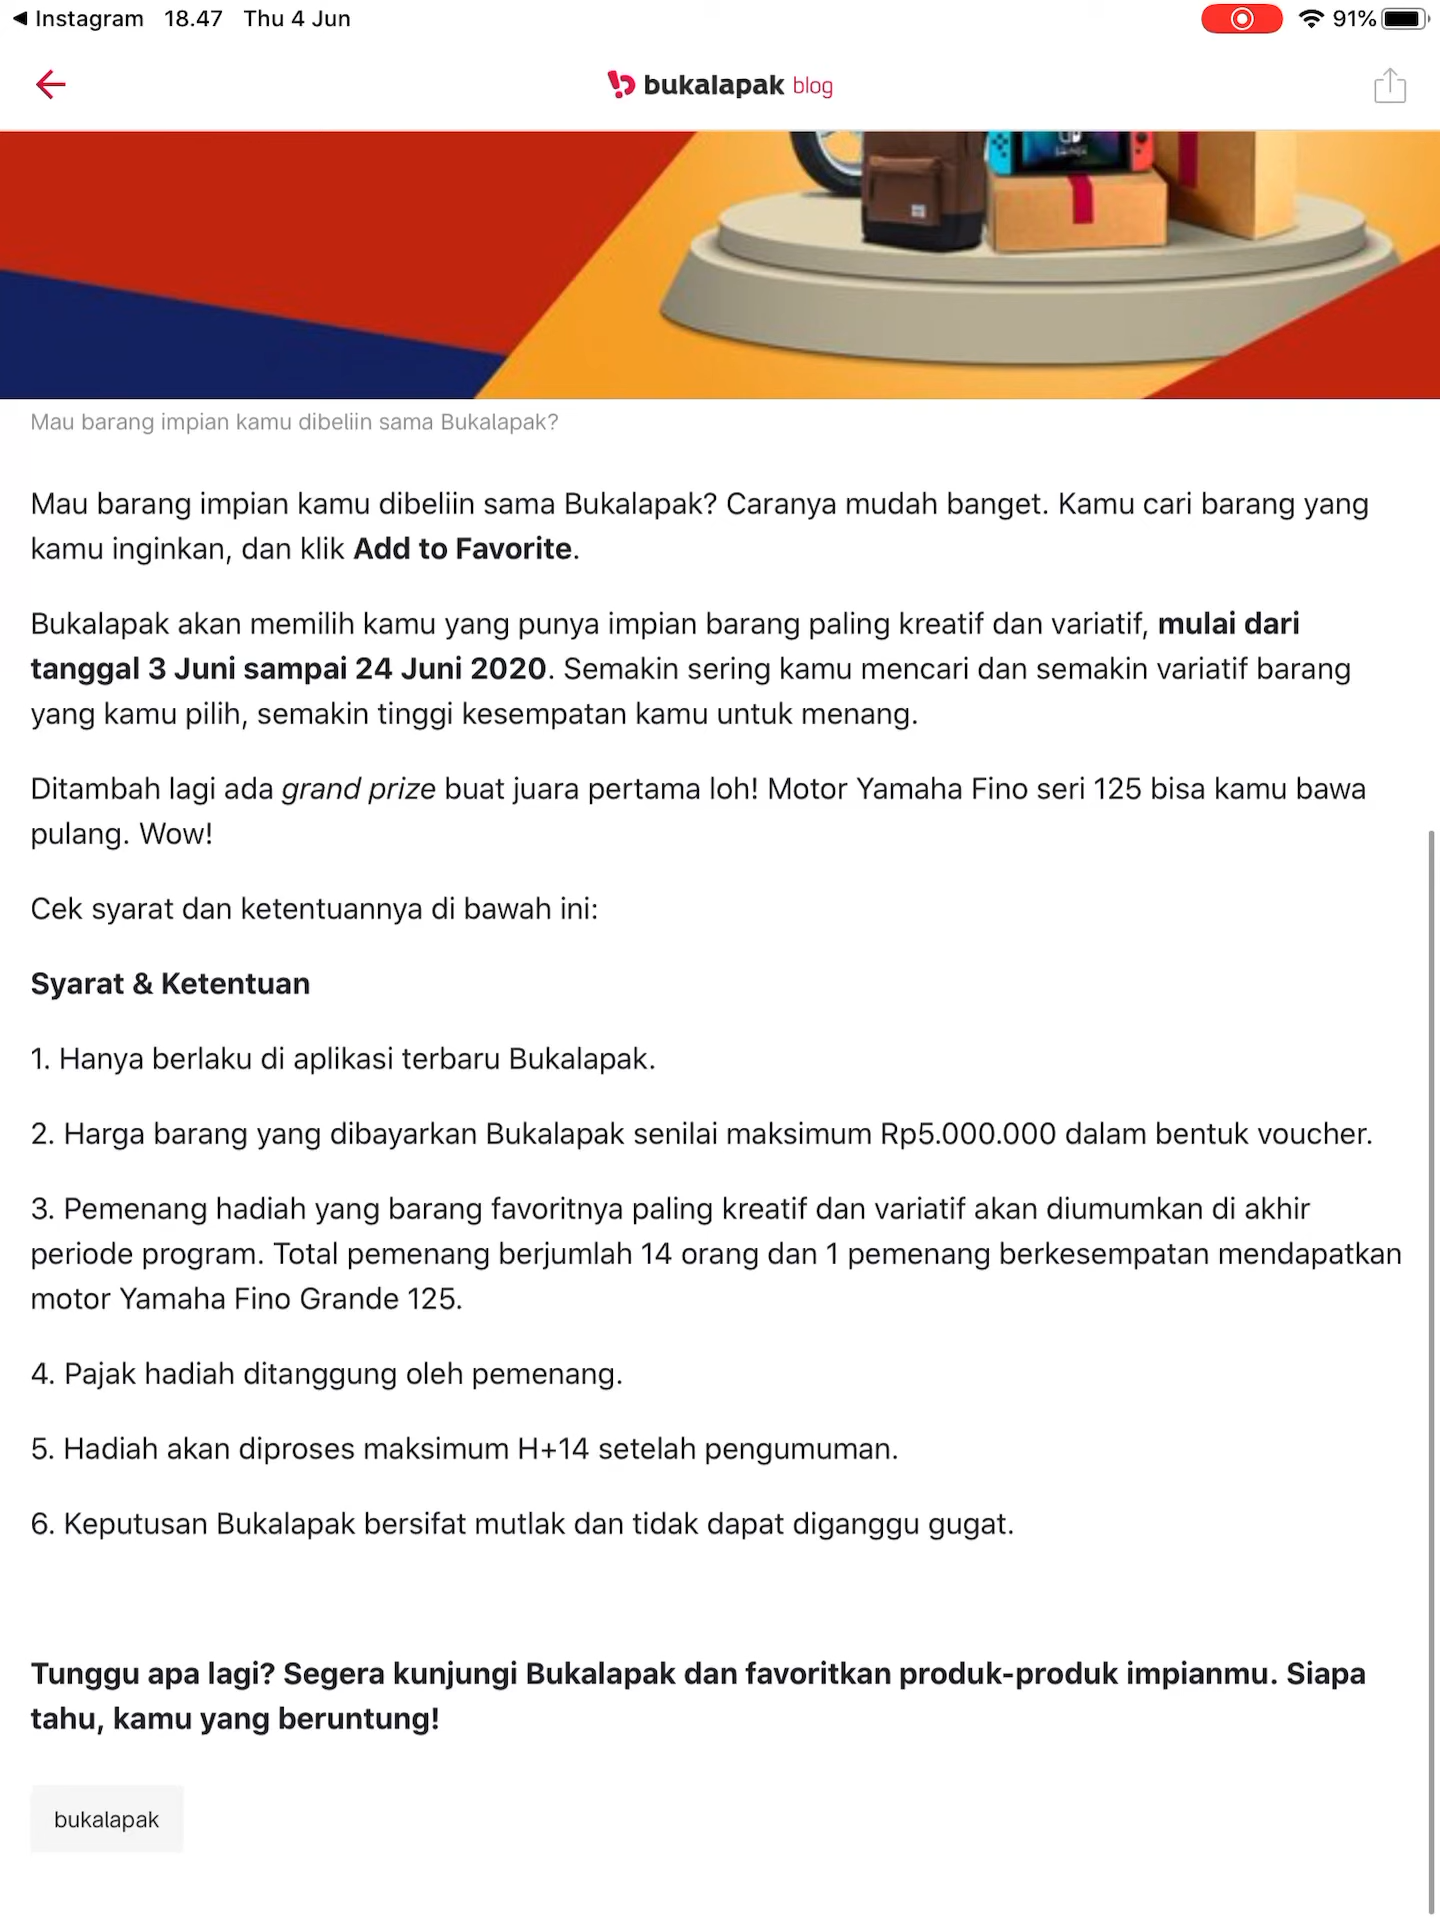 Instagram 18.47 Thu 4 Jun 91%
bukalapak blog
Mau barang impian kamu dibeliin sama Bukalapak?
Mau barang impian kamu dibeliin sama Bukalapak? Caranya mudah banget. Kamu cari barang yang
kamu inginkan, dan klik Add to Favorite.
Bukalapak akan memilih kamu yang punya impian barang paling kreatif dan variatif, mulai dari
tanggal 3 Juni sampai 24 Juni 2020. Semakin sering kamu mencari dan semakin variatif barang
yang kamu pilih, semakin tinggi kesempatan kamu untuk menang.
Ditambah lagi ada grand prize buat juara pertama loh! Motor Yamaha Fino seri 125 bisa kamu bawa
pulang. Wow!
Cek syarat dan ketentuannya di bawah ini:
Syarat & Ketentuan
1. Hanya berlaku di aplikasi terbaru Bukalapak.
2. Harga barang yang dibayarkan Bukalapak senilai maksimum Rp5.000.000 dalam bentuk voucher.
3. Pemenang hadiah yang barang favoritnya paling kreatif dan variatif akan diumumkan di akhir
periode program. Total pemenang berjumlah 14 orang dan 1 pemenang berkesempatan mendapatkan
motor Yamaha Fino Grande 125.
4. Pajak hadiah ditanggung oleh pemenang.
5. Hadiah akan diproses maksimum H+14 setelah pengumuman.
6. Keputusan Bukalapak bersifat mutlak dan tidak dapat diganggu gugat.
Tunggu apa lagi? Segera kunjungi Bukalapak dan favoritkan produk-produk impianmu. Siapa
tahu, kamu yang beruntung!
bukalapak